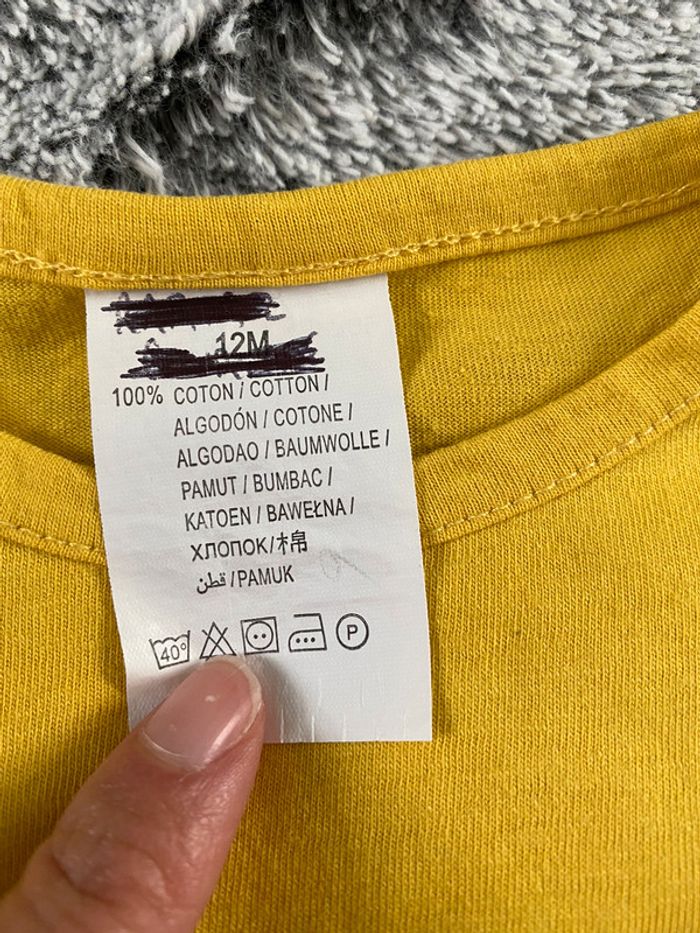 12M
100% COTON / COTTON /
ALGODÓN / COTONE /
ALGODAO / BAUMWOLLE /
PAMUT / BUMBAC /
KATOEN / BAWEŁNA /
ХЛОПОК/棉
قطن /PAMUK
40° P